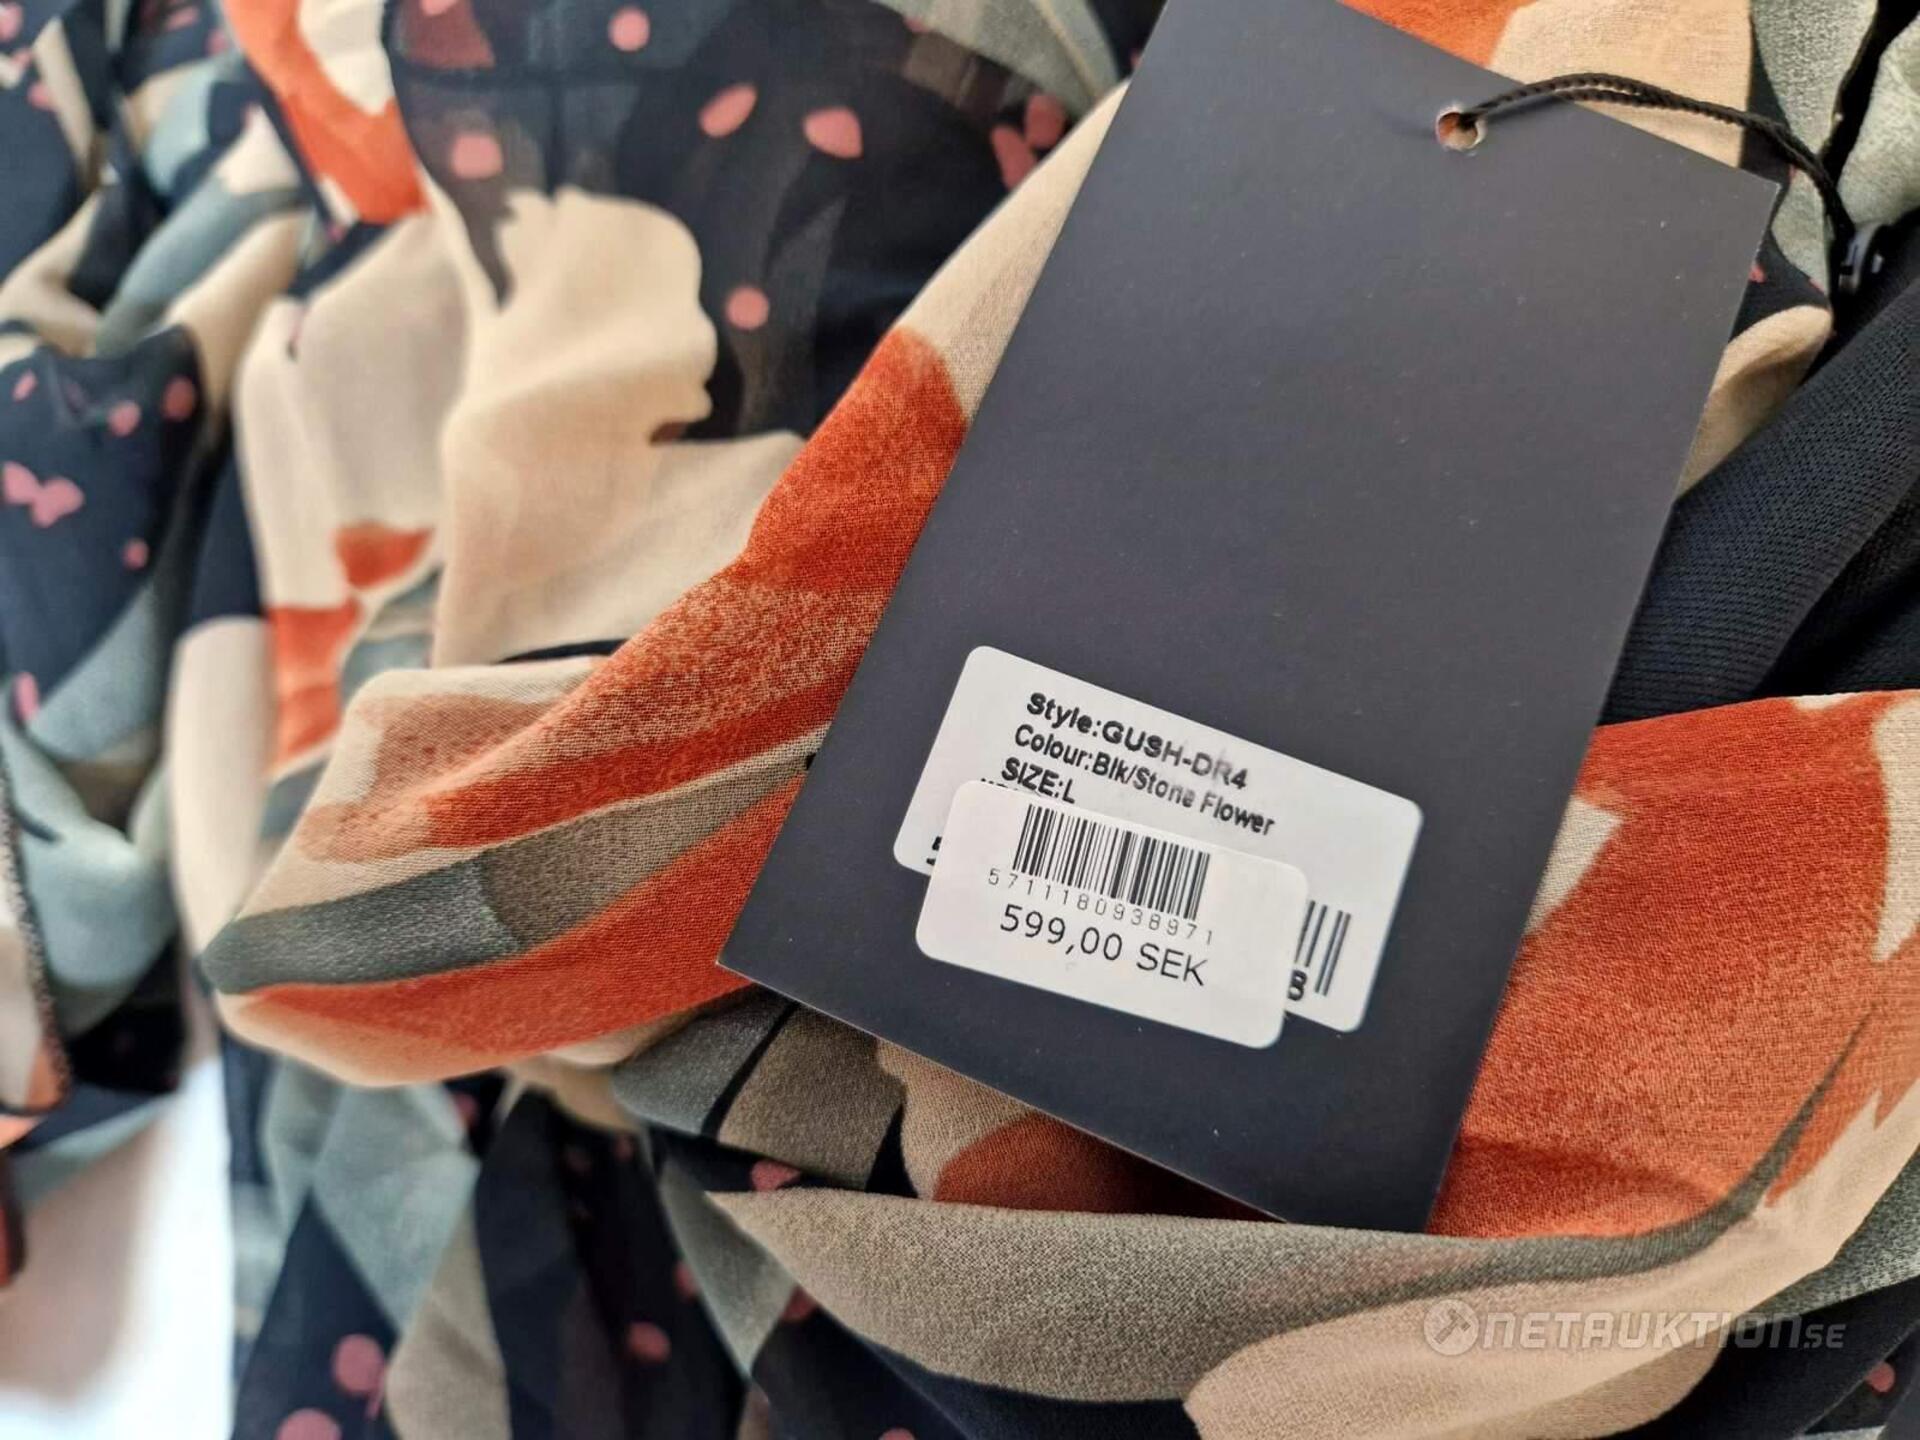 Style:GUSH-DR4
Colour:Blk/Stone Flower
SIZE:L
5711180938971
599,00 SEK
NETAUKTION.SE